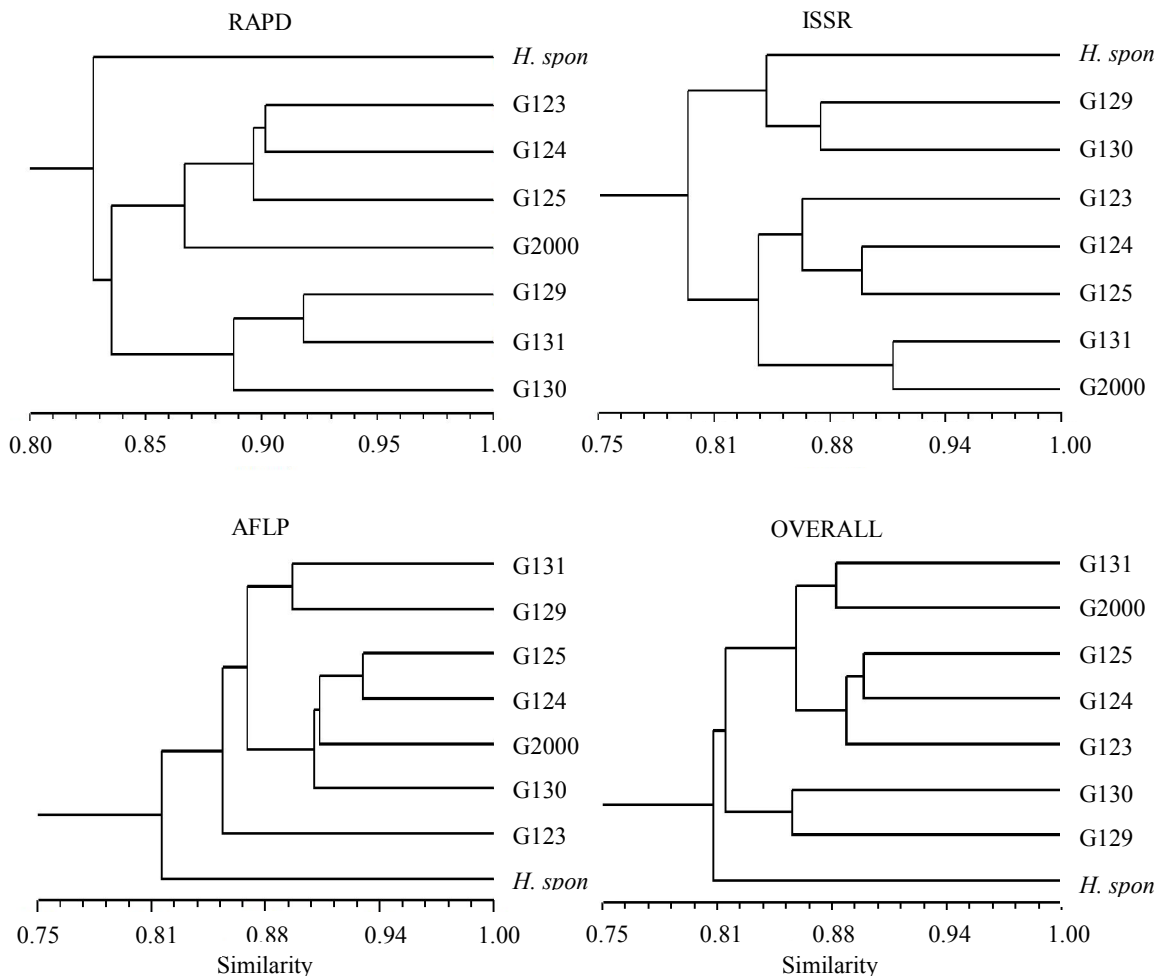 RAPD
H. spon
G123
G124
G125
G2000
G129
G131
G130
0.80 0.85 0.90 0.95 1.00
ISSR
H. spon
G129
G130
G123
G124
G125
G131
G2000
0.75 0.81 0.88 0.94 1.00
AFLP
G131
G129
G125
G124
G2000
G130
G123
H. spon
0.75 0.81 0.88 0.94 1.00
Similarity
OVERALL
G131
G2000
G125
G124
G123
G130
G129
H. spon
0.75 0.81 0.88 0.94 1.00
Similarity